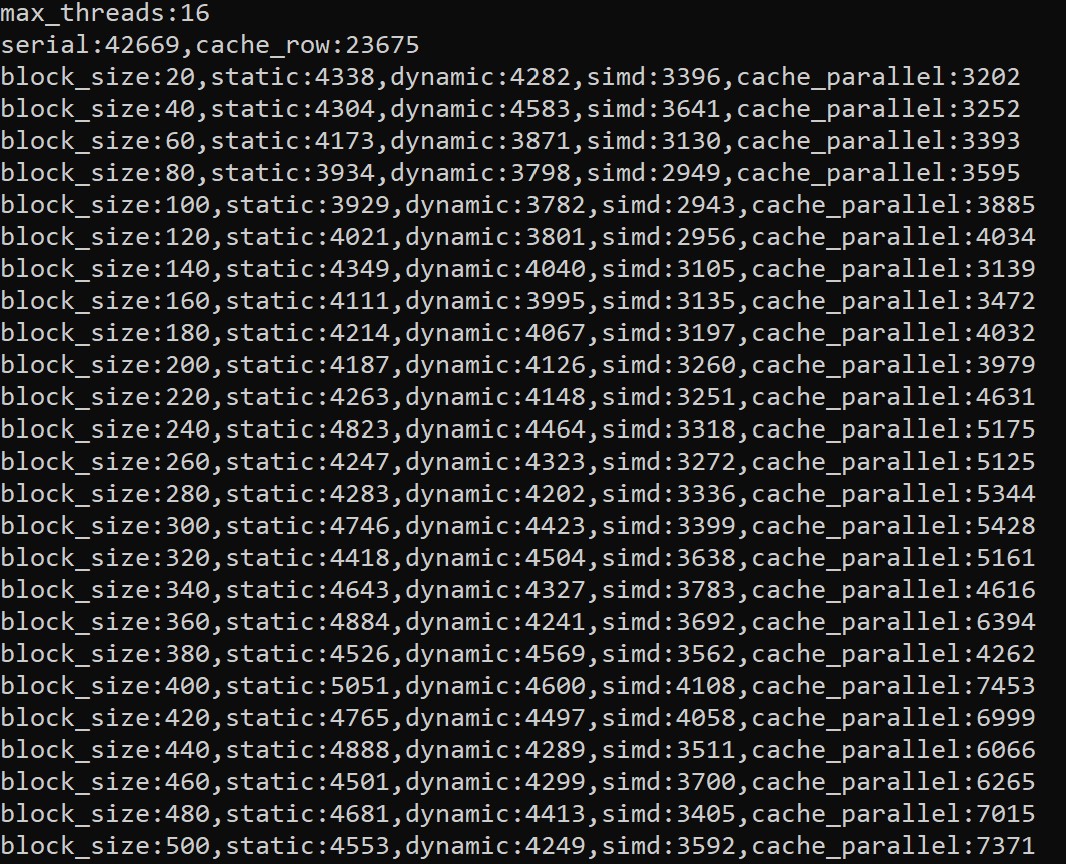 max_threads:16
serial:42669,cache_row:23675
block_size:20,static:4338,dynamic:4282,simd:3396,cache_parallel:3202
block_size:40,static:4304,dynamic:4583,simd:3641,cache_parallel:3252
block_size:60,static:4173,dynamic:3871,simd:3130,cache_parallel:3393
block_size:80,static:3934,dynamic:3798,simd:2949,cache_parallel:3595
block_size:100,static:3929,dynamic:3782,simd:2943,cache_parallel:3885
block_size:120,static:4021,dynamic:3801,simd:2956,cache_parallel:4034
block_size:140,static:4349,dynamic:4040,simd:3105,cache_parallel:3139
block_size:160,static:4111,dynamic:3995,simd:3135,cache_parallel:3472
block_size:180,static:4214,dynamic:4067,simd:3197,cache_parallel:4032
block_size:200,static:4187,dynamic:4126,simd:3260,cache_parallel:3979
block_size:220,static:4263,dynamic:4148,simd:3251,cache_parallel:4631
block_size:240,static:4823,dynamic:4464,simd:3318,cache_parallel:5175
block_size:260,static:4247,dynamic:4323,simd:3272,cache_parallel:5125
block_size:280,static:4283,dynamic:4202,simd:3336,cache_parallel:5344
block_size:300,static:4746,dynamic:4423,simd:3399,cache_parallel:5428
block_size:320,static:4418,dynamic:4504,simd:3638,cache_parallel:5161
block_size:340,static:4643,dynamic:4327,simd:3783,cache_parallel:4616
block_size:360,static:4884,dynamic:4241,simd:3692,cache_parallel:6394
block_size:380,static:4526,dynamic:4569,simd:3562,cache_parallel:4262
block_size:400,static:5051,dynamic:4600,simd:4108,cache_parallel:7453
block_size:420,static:4765,dynamic:4497,simd:4058,cache_parallel:6999
block_size:440,static:4888,dynamic:4289,simd:3511,cache_parallel:6066
block_size:460,static:4501,dynamic:4299,simd:3700,cache_parallel:6265
block_size:480,static:4681,dynamic:4413,simd:3405,cache_parallel:7015
block_size:500,static:4553,dynamic:4249,simd:3592,cache_parallel:7371